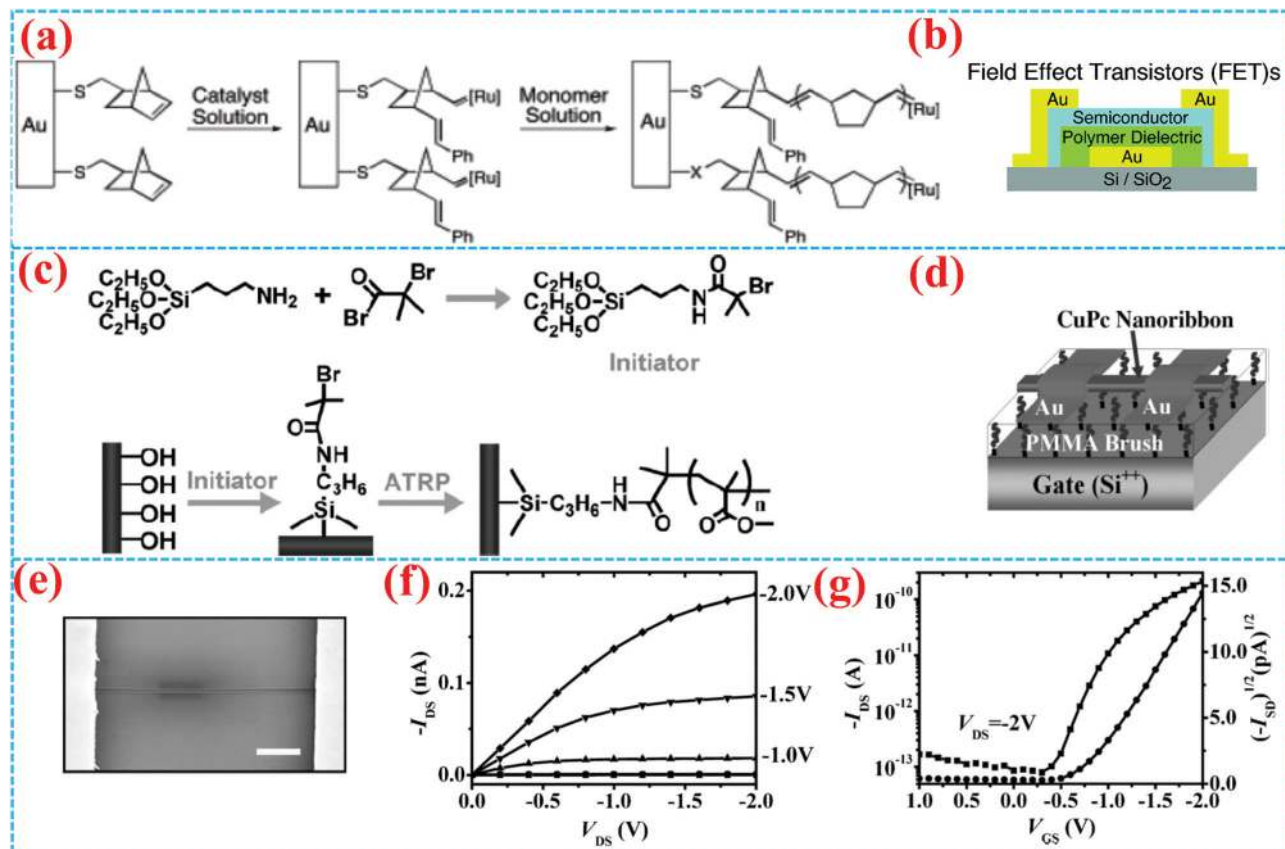 (a)
Au
S
S
Catalyst
Solution
Au
S
S
[Ru]
Ph
[Ru]
Ph
Monomer
Solution
Au
S
X
[Ru]
Ph
[Ru]
Ph
(b)
Field Effect Transistors (FET)s
Au
Au
Semiconductor
Polymer Dielectric
Au
Si / SiO2
(c)
C2H5O
C2H5O
C2H5O
Si
NH2
+
O
Br
Br
C2H5O
C2H5O
C2H5O
Si
N
H
O
Br
Initiator
OH
OH
OH
OH
Initiator
Br
O
NH
C3H6
Si
ATRP
Si
C3H6
NH
O
n
O
O
(d)
CuPc Nanoribbon
Au
Au
PMMA Brush
Gate (Si++)
(e)
(f)
-IDS (nA)
0.2
0.1
0.0
-2.0V
-1.5V
-1.0V
0.0
-0.5
-1.0
-1.5
-2.0
VDS (V)
(g)
-IDS (A)
10-10
10-11
10-12
10-13
VDS=-2V
15.0
10.0
5.0
0.0
(-ISD)1/2(pA)1/2
1.0
0.5
0.0
-0.5
-1.0
-1.5
-2.0
VGS (V)